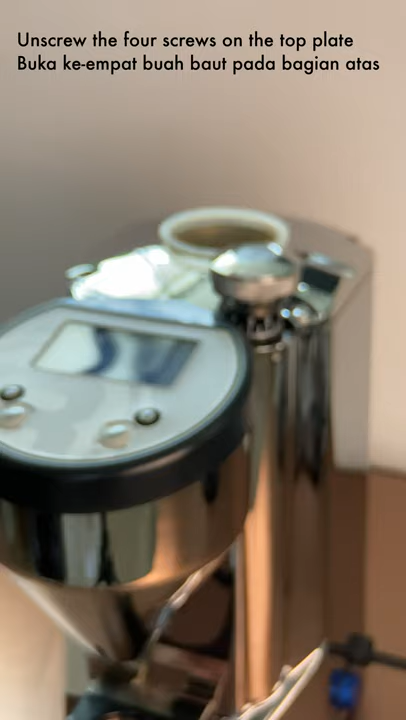 Unscrew the four screws on the top plate
Buka ke-empat buah baut pada bagian atas